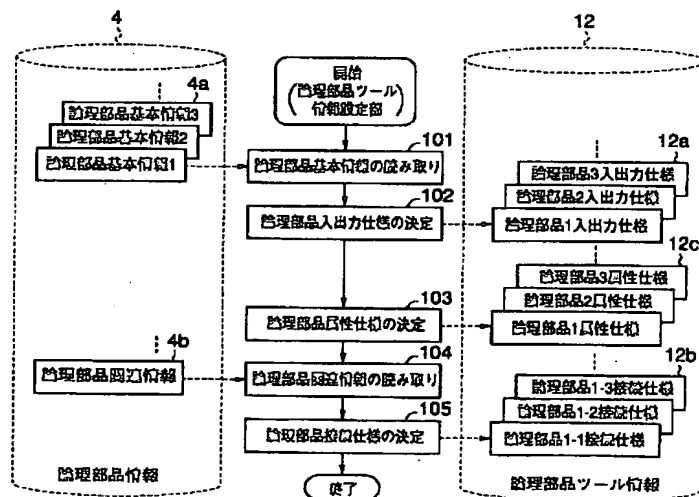 4
12
4a
論理部品基本情報3
論理部品基本情報2
論理部品基本情報1
開始
(論理部品ツール
情報設定部)
101
論理部品基本情報の読み取り
102
論理部品入出力仕様の決定
12a
論理部品3入出力仕様
論理部品2入出力仕様
論理部品1入出力仕様
12c
論理部品3属性仕様
論理部品2属性仕様
論理部品1属性仕様
103
論理部品属性仕様の決定
4b
論理部品関連情報
104
論理部品関連情報の読み取り
105
論理部品接続仕様の決定
12b
論理部品1-3接続仕様
論理部品1-2接続仕様
論理部品1-1接続仕様
論理部品情報
終了
論理部品ツール情報